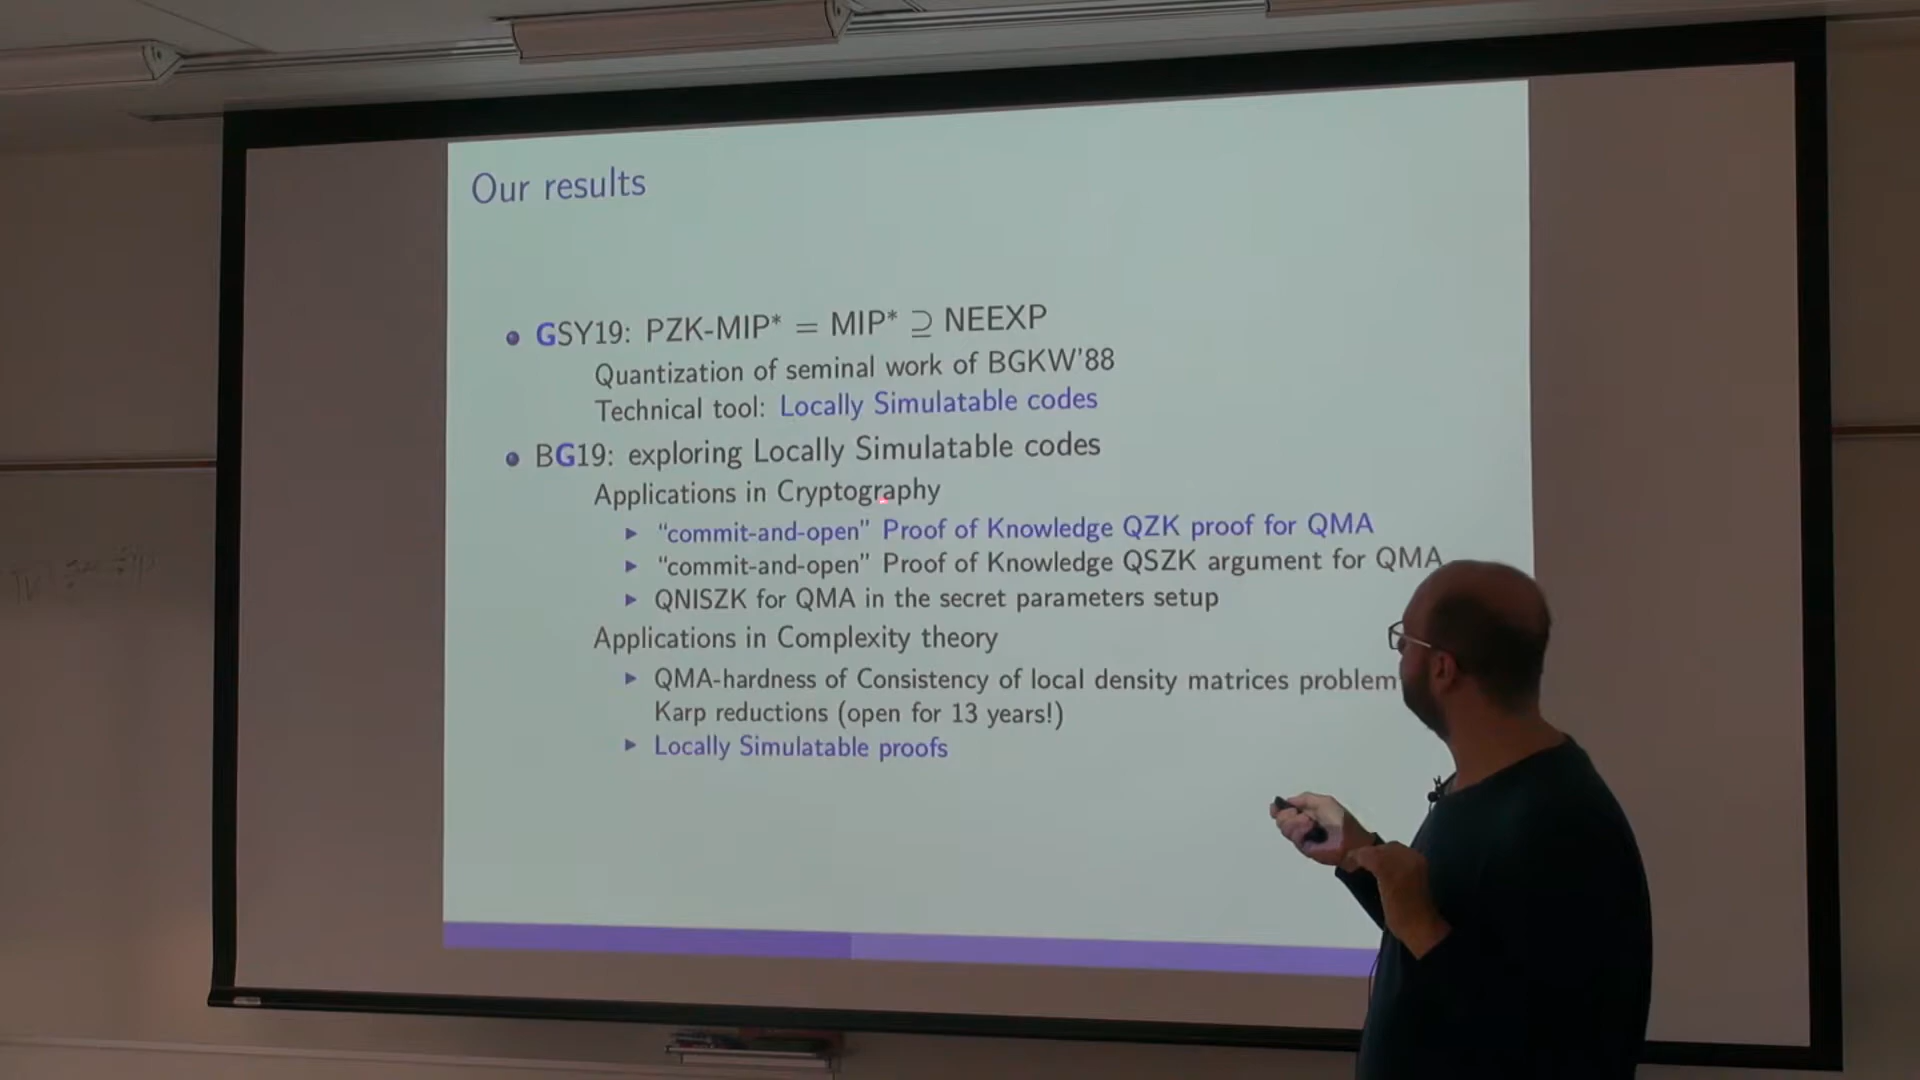 Our results
GSY19: PZK-MIP* = MIP* ⊇ NEEXP
Quantization of seminal work of BGKW'88
Technical tool: Locally Simulatable codes
BG19: exploring Locally Simulatable codes
Applications in Cryptography
"commit-and-open" Proof of Knowledge QZK proof for QMA
"commit-and-open" Proof of Knowledge QSZK argument for QMA
QNISZK for QMA in the secret parameters setup
Applications in Complexity theory
QMA-hardness of Consistency of local density matrices problem
Karp reductions (open for 13 years!)
Locally Simulatable proofs